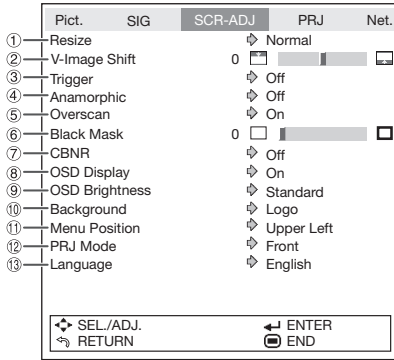 Pict. SIG SCR-ADJ PRJ Net.
① Resize Normal
② V-Image Shift 0
③ Trigger Off
④ Anamorphic Off
⑤ Overscan On
⑥ Black Mask 0
⑦ CBNR Off
⑧ OSD Display On
⑨ OSD Brightness Standard
⑩ Background Logo
⑪ Menu Position Upper Left
⑫ PRJ Mode Front
⑬ Language English
SEL./ADJ. ENTER
RETURN END